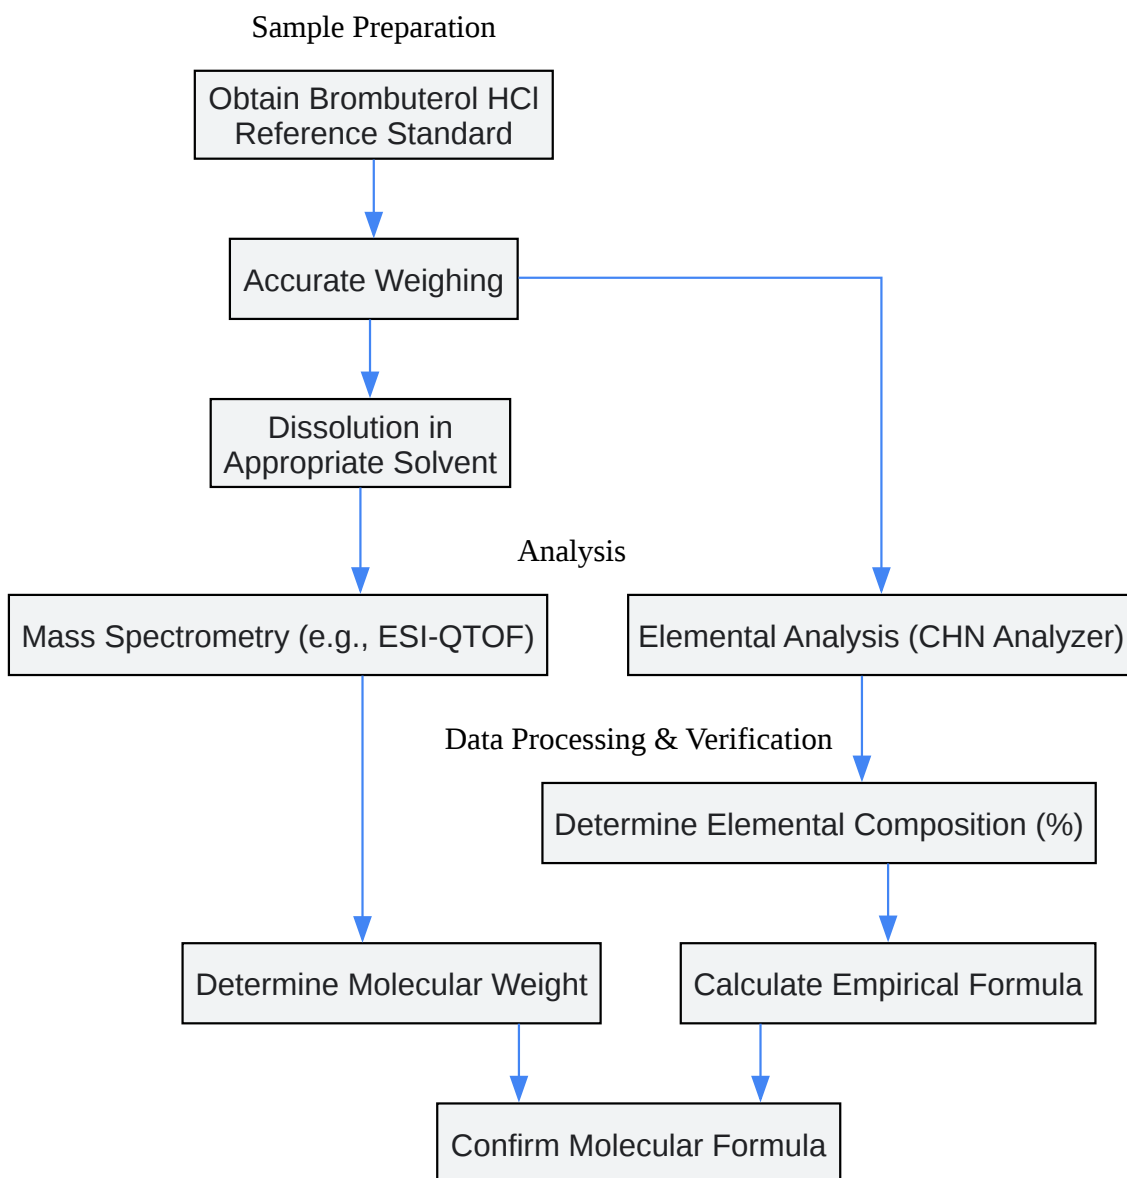 Sample Preparation
Obtain Brombuterol HCl
Reference Standard
Accurate Weighing
Dissolution in
Appropriate Solvent
Analysis
Mass Spectrometry (e.g., ESI-QTOF)
Elemental Analysis (CHN Analyzer)
Data Processing & Verification
Determine Elemental Composition (%)
Determine Molecular Weight
Calculate Empirical Formula
Confirm Molecular Formula